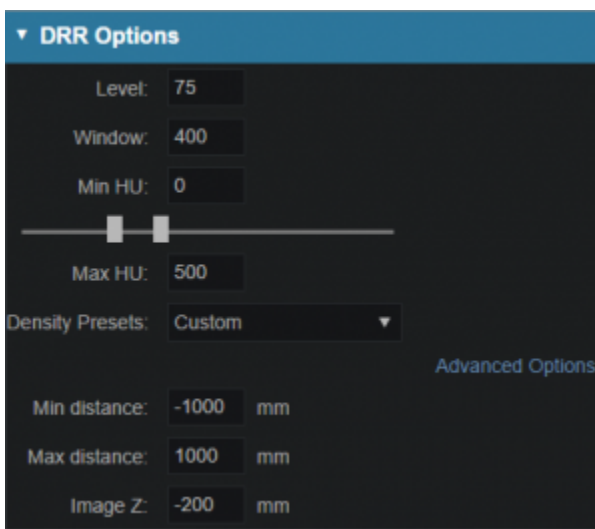 DRR Options
Level: 75
Window: 400
Min HU: 0
Max HU: 500
Density Presets: Custom
Advanced Options
Min distance: -1000 mm
Max distance: 1000 mm
Image Z: -200 mm